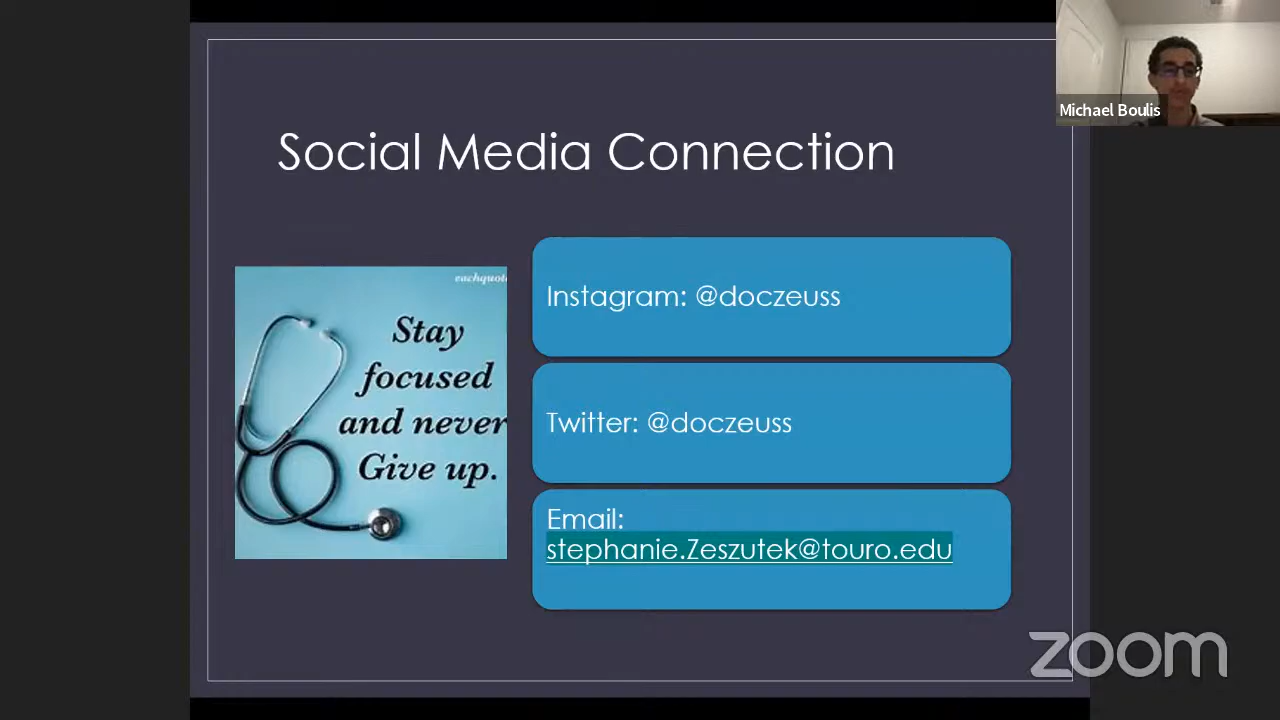 Michael Boulis
Social Media Connection
Stay
focused
and never
Give up.
Instagram: @doczeuss
Twitter: @doczeuss
Email:
stephanie.Zeszutek@touro.edu
zoom